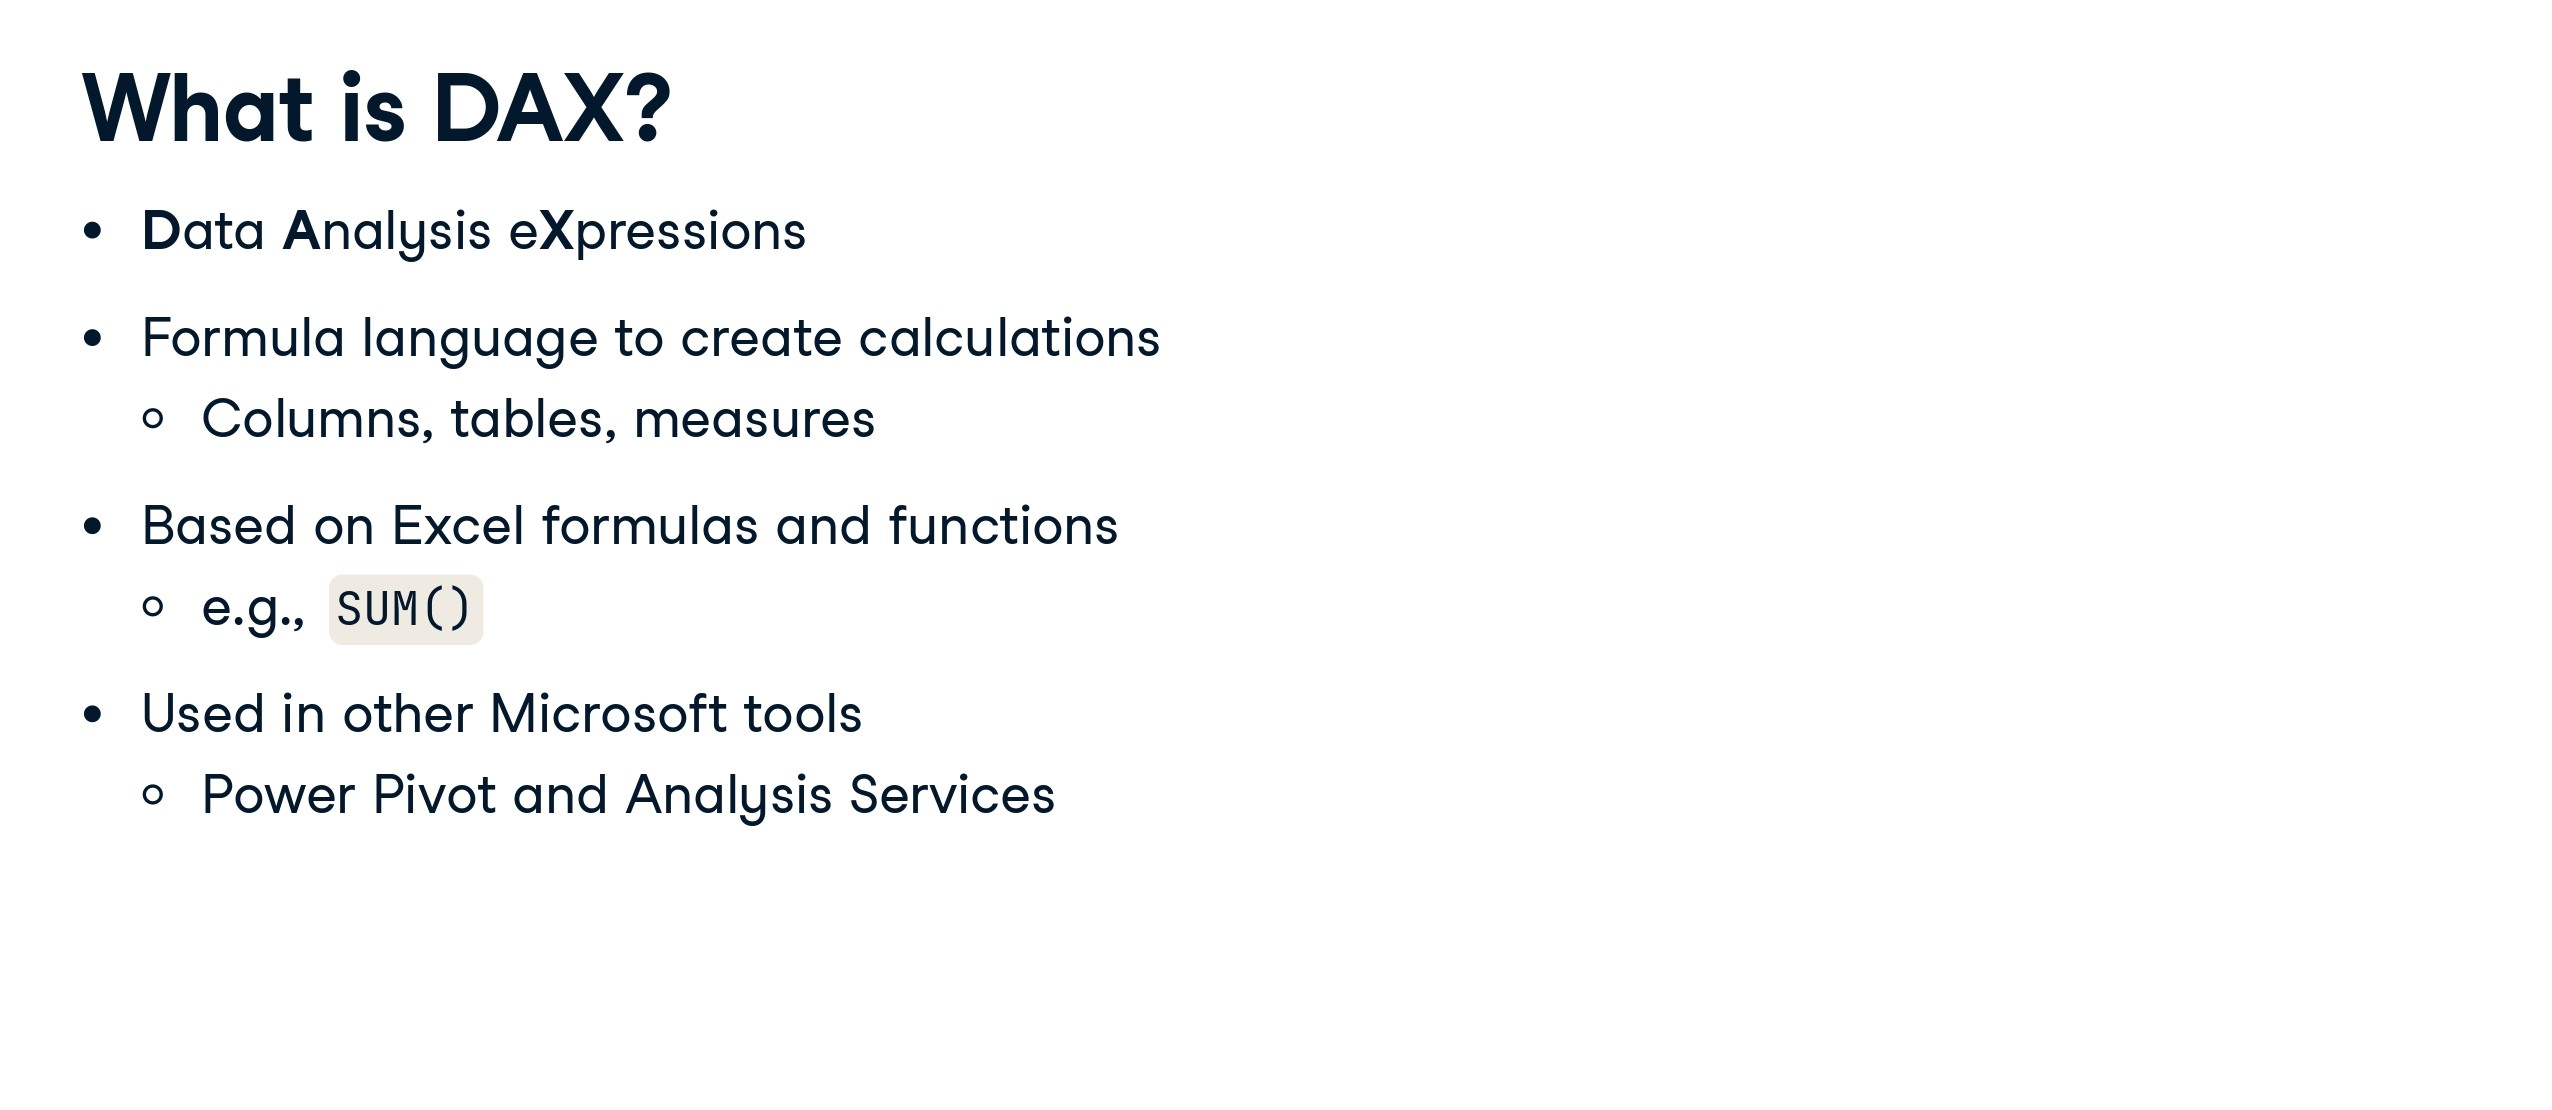 What is DAX?
• Data Analysis eXpressions
• Formula language to create calculations
◦ Columns, tables, measures
• Based on Excel formulas and functions
◦ e.g., SUM()
• Used in other Microsoft tools
◦ Power Pivot and Analysis Services